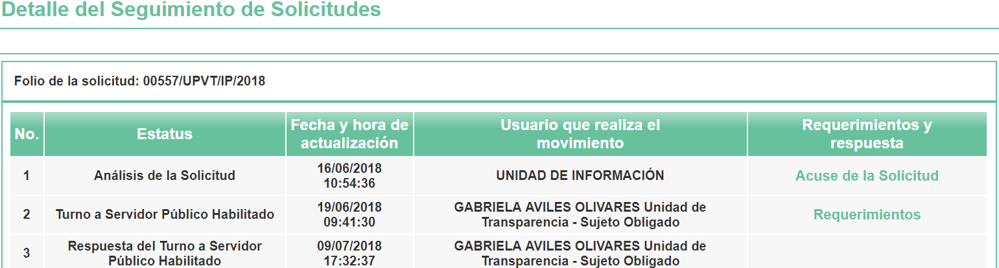 Detalle del Seguimiento de Solicitudes
Folio de la solicitud: 00557/UPVT/IP/2018
No.
Estatus
Fecha y hora de
actualización
Usuario que realiza el
movimiento
Requerimientos y
respuesta
1
Análisis de la Solicitud
16/06/2018
10:54:36
UNIDAD DE INFORMACIÓN
Acuse de la Solicitud
2
Turno a Servidor Público Habilitado
19/06/2018
09:41:30
GABRIELA AVILES OLIVARES Unidad de
Transparencia - Sujeto Obligado
Requerimientos
3
Respuesta del Turno a Servidor
Público Habilitado
09/07/2018
17:32:37
GABRIELA AVILES OLIVARES Unidad de
Transparencia - Sujeto Obligado